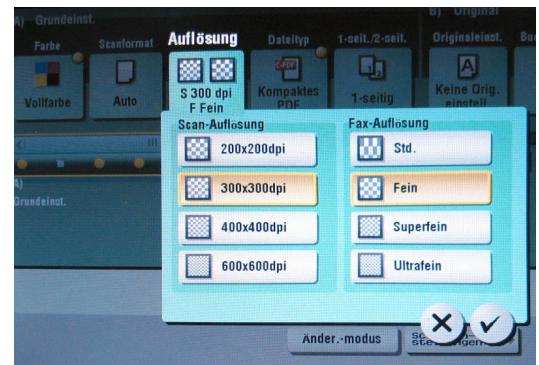 A) Grundeinst.
B) Original
Farbe
Scanformat
Auflösung
Dateityp
1-seit./2-seit.
Originaleinst.
Vollfarbe
Auto
S 300 dpi
F Fein
C-PDF
Kompaktes
PDF
1-seitig
A
Keine Orig.
einstell
Scan-Auflösung
Fax-Auflösung
200x200dpi
Std.
300x300dpi
Fein
400x400dpi
Superfein
600x600dpi
Ultrafein
A)
Grundeinst.
Änder.-modus